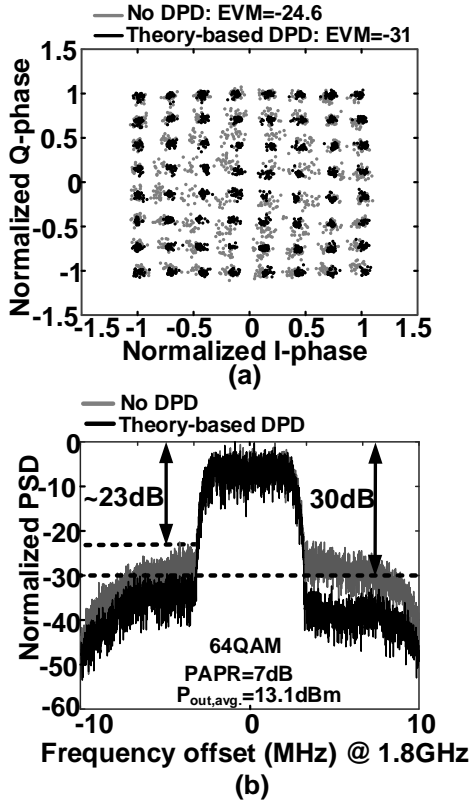 No DPD: EVM=-24.6
Theory-based DPD: EVM=-31
1.5
1
0.5
0
-0.5
-1
-1.5
Normalized Q-phase
-1.5 -1 -0.5 0 0.5 1 1.5
Normalized I-phase
(a)
No DPD
Theory-based DPD
0
-10
-20
-30
-40
-50
-60
Normalized PSD
~23dB
30dB
64QAM
PAPR=7dB
Pout,avg.=13.1dBm
-10 0 10
Frequency offset (MHz) @ 1.8GHz
(b)